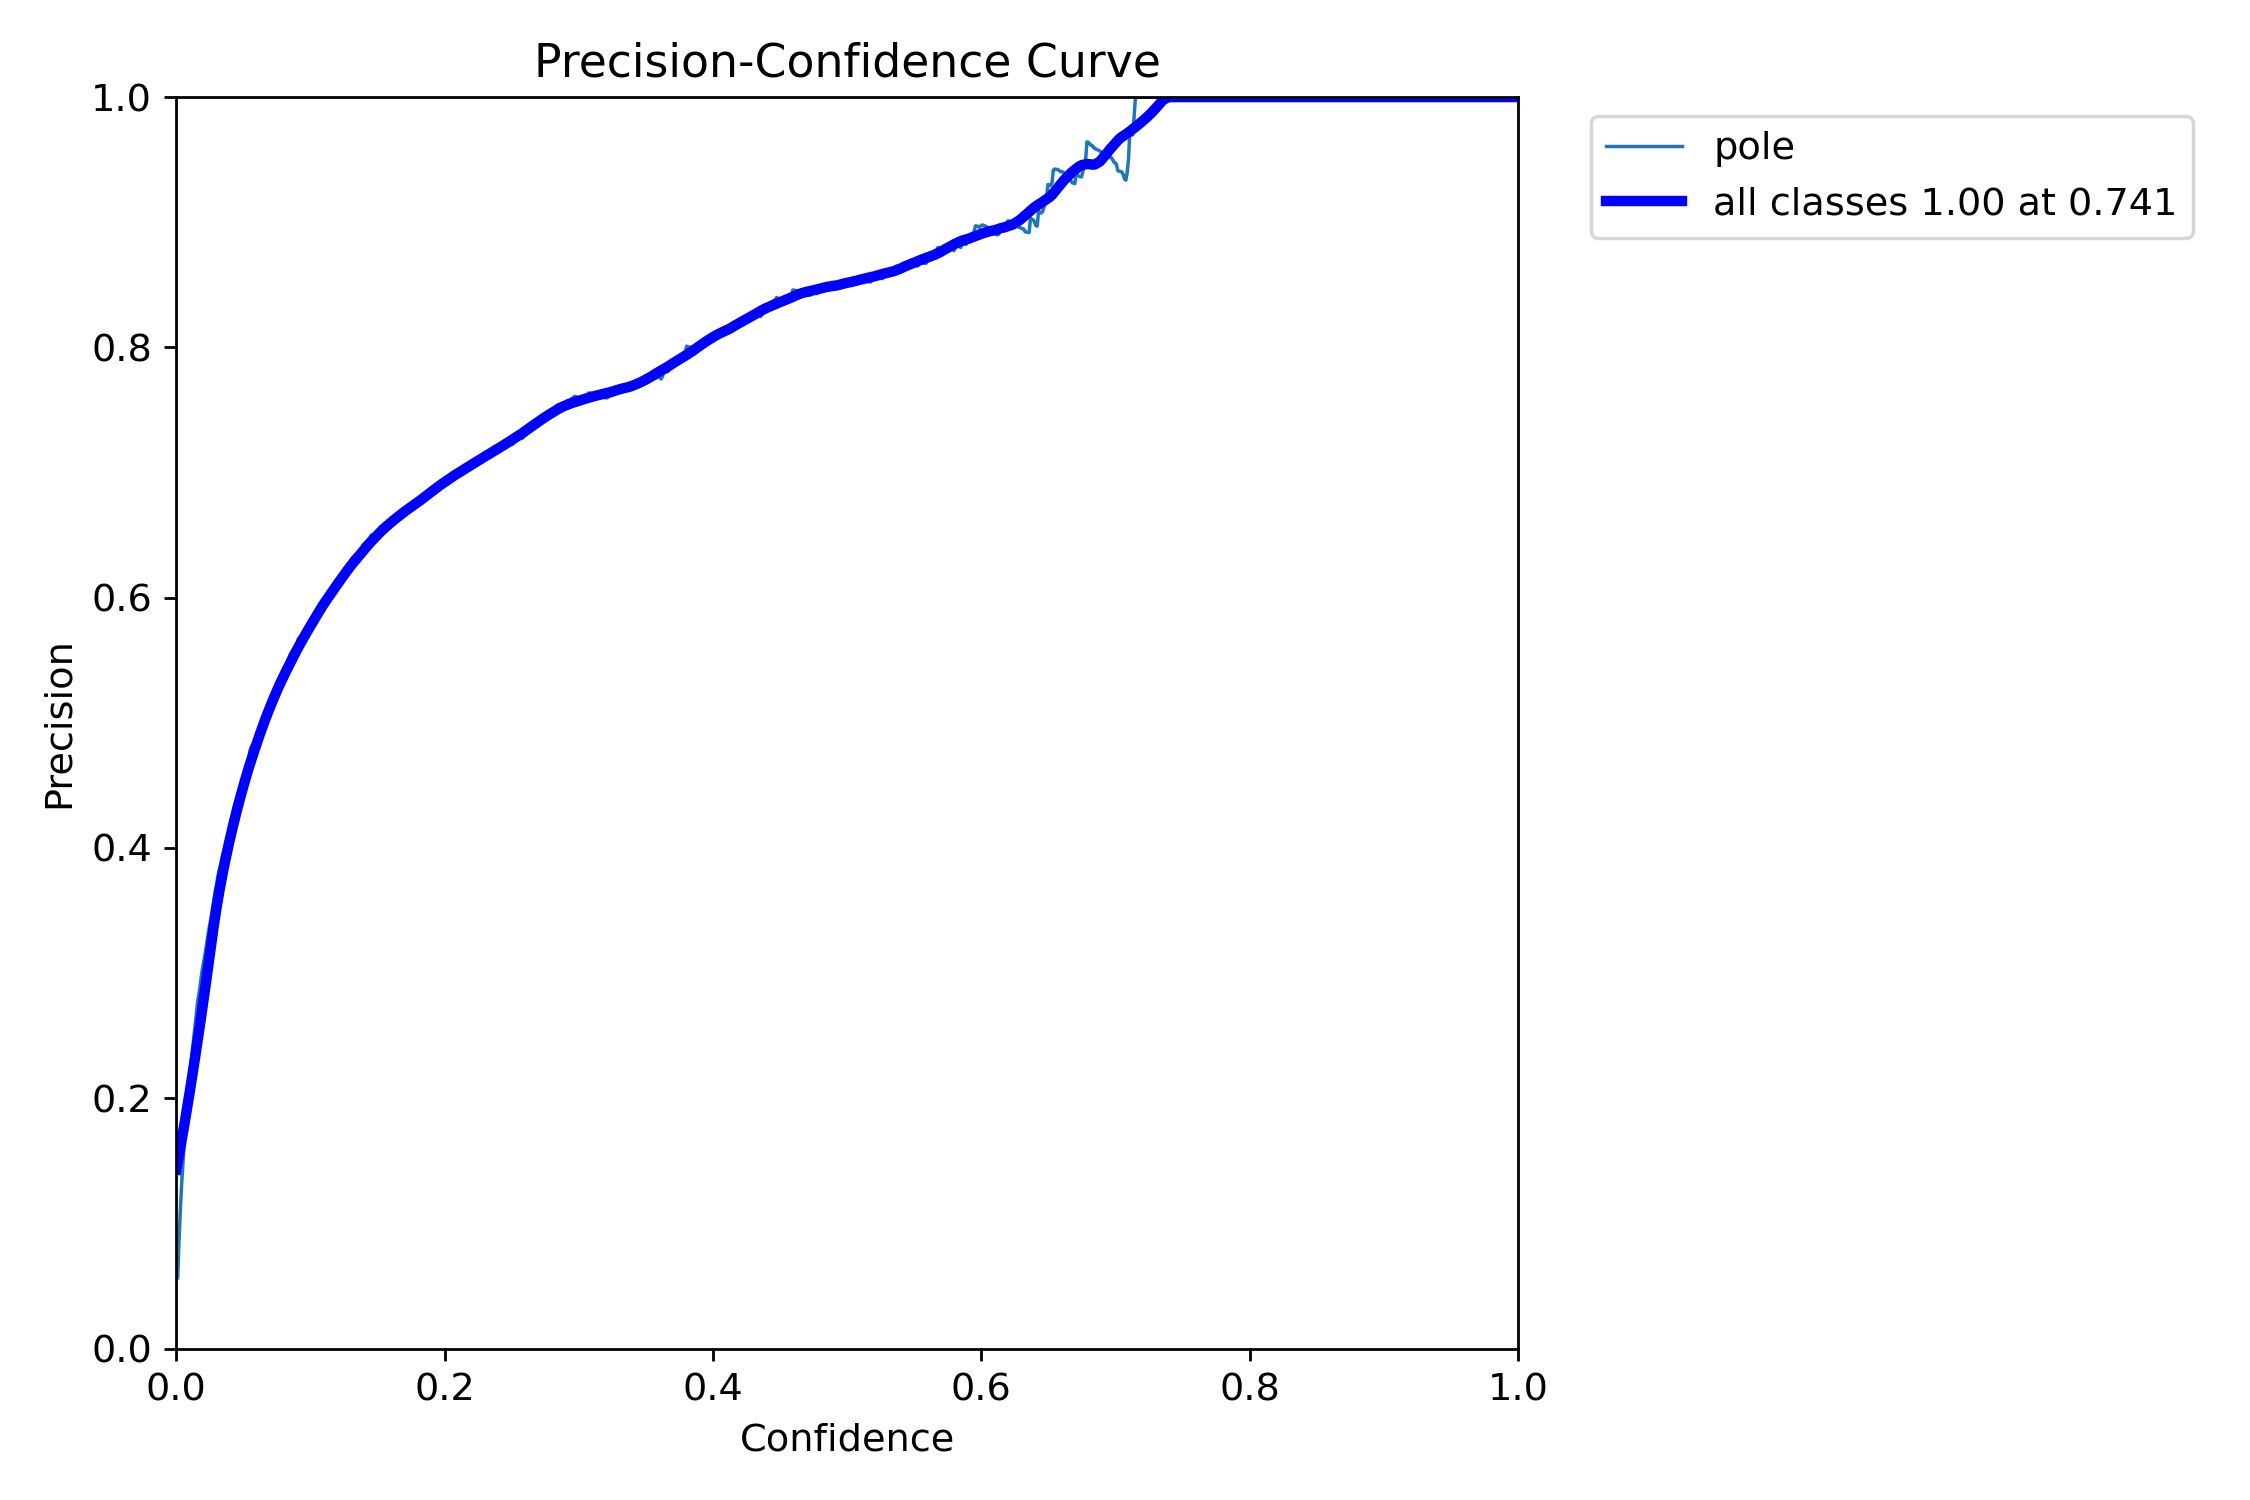 Precision-Confidence Curve
1.0
0.8
0.6
0.4
0.2
0.0
Precision
0.0 0.2 0.4 0.6 0.8 1.0
Confidence
pole
all classes 1.00 at 0.741